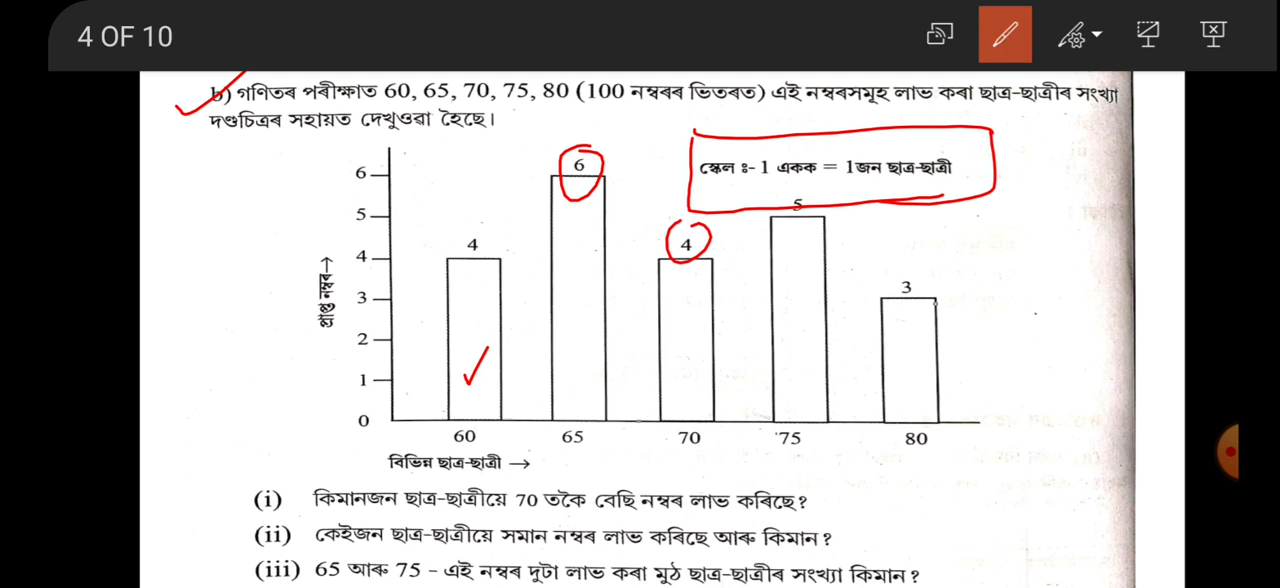 4 OF 10
b) গণিতৰ পৰীক্ষাত 60, 65, 70, 75, 80 (100 নম্বৰৰ ভিতৰত) এই নম্বৰসমূহ লাভ কৰা ছাত্ৰ-ছাত্ৰীৰ সংখ্যা
দণ্ডচিত্ৰৰ সহায়ত দেখুওৱা হৈছে।
স্কেল ঃ- 1 একক = 1জন ছাত্ৰ-ছাত্ৰী
6
5
4
3
2
1
0
প্ৰাপ্ত নম্বৰ→
4
6
4
5
3
60 65 70 75 80
বিভিন্ন ছাত্ৰ-ছাত্ৰী →
(i) কিমানজন ছাত্ৰ-ছাত্ৰীয়ে 70 তকৈ বেছি নম্বৰ লাভ কৰিছে?
(ii) কেইজন ছাত্ৰ-ছাত্ৰীয়ে সমান নম্বৰ লাভ কৰিছে আৰু কিমান?
(iii) 65 আৰু 75 - এই নম্বৰ দুটা লাভ কৰা মুঠ ছাত্ৰ-ছাত্ৰীৰ সংখ্যা কিমান?